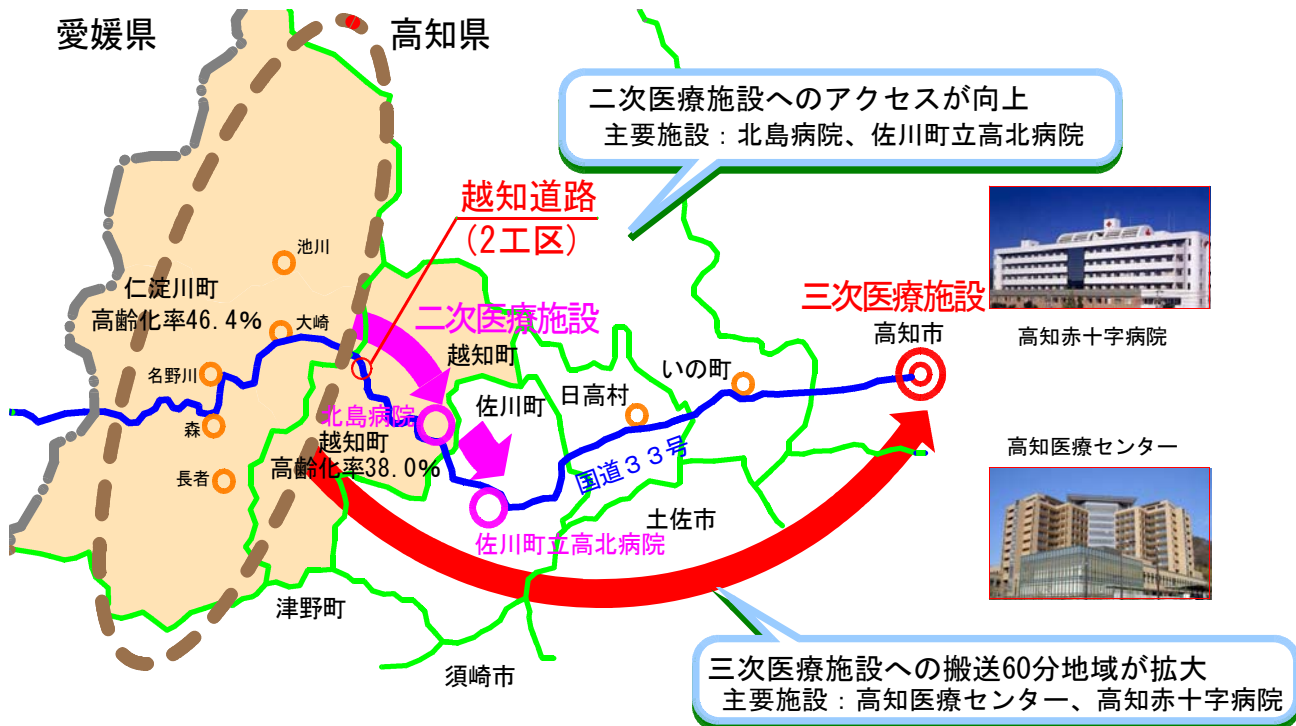 愛媛県
高知県
二次医療施設へのアクセスが向上
主要施設：北島病院、佐川町立高北病院
越知道路
(2工区)
池川
仁淀川町
高齢化率46.4%
大崎
二次医療施設
三次医療施設
高知市
高知赤十字病院
越知町
名野川
いの町
日高村
佐川町
北島病院
森
越知町
高齢化率38.0%
長者
国道３３号
高知医療センター
土佐市
佐川町立高北病院
津野町
須崎市
三次医療施設への搬送60分地域が拡大
主要施設：高知医療センター、高知赤十字病院